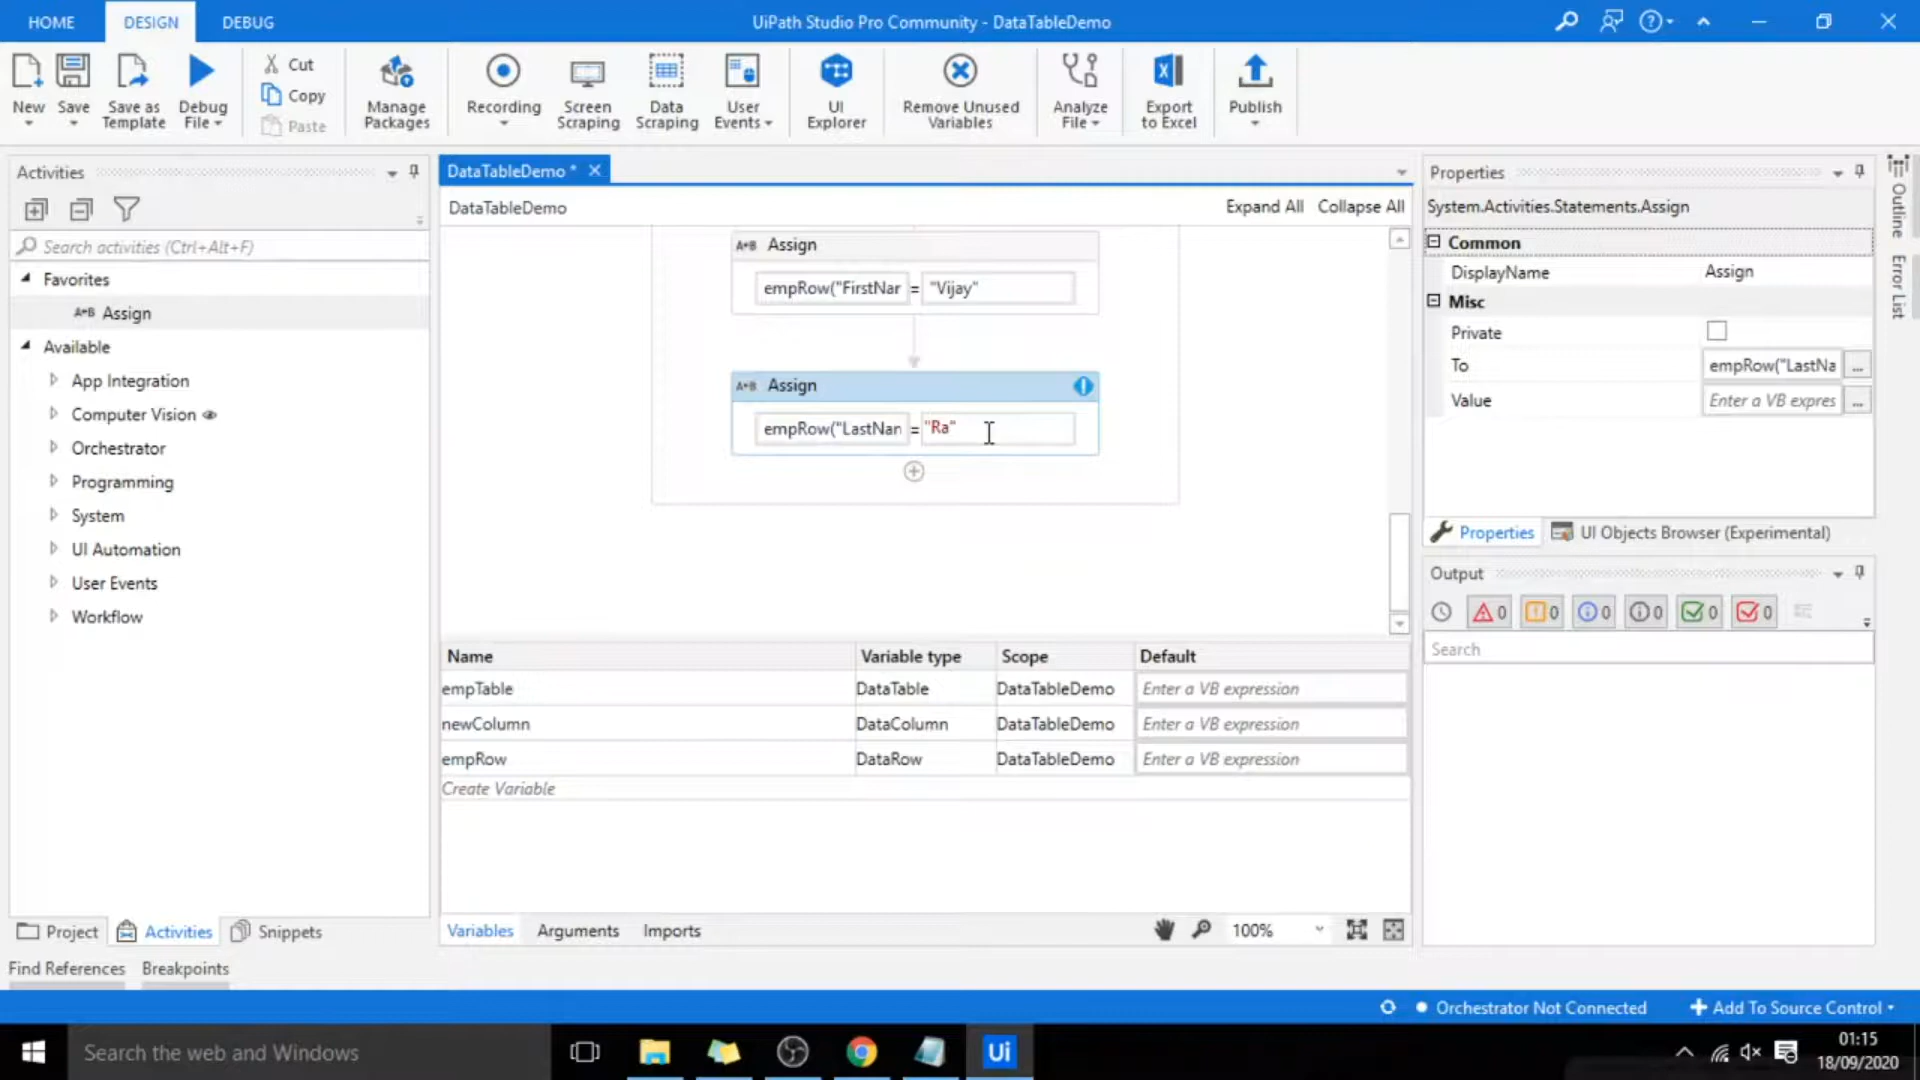 HOME DESIGN DEBUG UiPath Studio Pro Community - DataTableDemo
New Save Save as Template Debug File
Cut
Copy
Paste
Manage Packages Recording Screen Scraping Data Scraping User Events UI Explorer Remove Unused Variables Analyze File Export to Excel Publish
Activities
Search activities (Ctrl+Alt+F)
Favorites
A+B Assign
Available
App Integration
Computer Vision
Orchestrator
Programming
System
UI Automation
User Events
Workflow
Project Activities Snippets
Find References Breakpoints
DataTableDemo *
DataTableDemo Expand All Collapse All
A+B Assign
empRow("FirstNar = "Vijay"
A+B Assign
empRow("LastNan = "Ra"
Name Variable type Scope Default
empTable DataTable DataTableDemo Enter a VB expression
newColumn DataColumn DataTableDemo Enter a VB expression
empRow DataRow DataTableDemo Enter a VB expression
Create Variable
Variables Arguments Imports 100%
Properties
System.Activities.Statements.Assign
Common
DisplayName Assign
Misc
Private
To empRow("LastNa ...
Value Enter a VB expres ...
Properties UI Objects Browser (Experimental)
Output
0 0 0 0 0 0
Search
Outline
Error List
Orchestrator Not Connected Add To Source Control
Search the web and Windows
Ui
01:15
18/09/2020